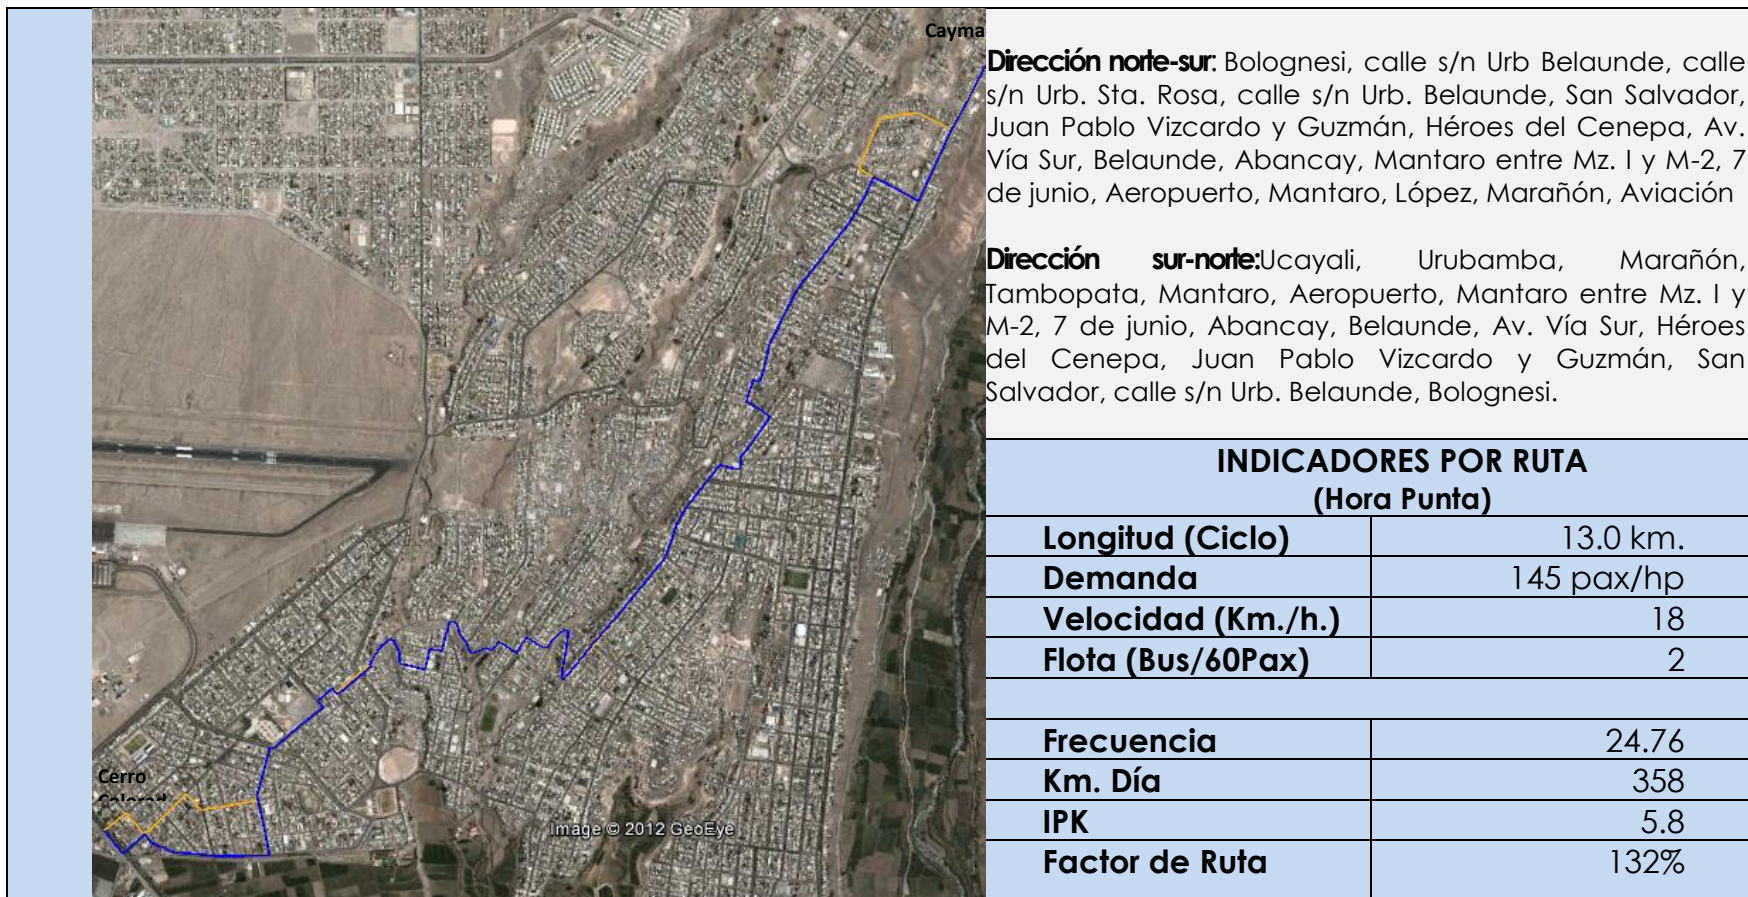 Cayma
Dirección norte-sur: Bolognesi, calle s/n Urb Belaunde, calle
s/n Urb. Sta. Rosa, calle s/n Urb. Belaunde, San Salvador,
Juan Pablo Vizcardo y Guzmán, Héroes del Cenepa, Av.
Vía Sur, Belaunde, Abancay, Mantaro entre Mz. I y M-2, 7
de junio, Aeropuerto, Mantaro, López, Marañón, Aviación
Dirección sur-norte:Ucayali, Urubamba, Marañón,
Tambopata, Mantaro, Aeropuerto, Mantaro entre Mz. I y
M-2, 7 de junio, Abancay, Belaunde, Av. Vía Sur, Héroes
del Cenepa, Juan Pablo Vizcardo y Guzmán, San
Salvador, calle s/n Urb. Belaunde, Bolognesi.
INDICADORES POR RUTA
(Hora Punta)
Longitud (Ciclo) 13.0 km.
Demanda 145 pax/hp
Velocidad (Km./h.) 18
Flota (Bus/60Pax) 2
Frecuencia 24.76
Km. Día 358
IPK 5.8
Factor de Ruta 132%
Cerro
Colorad
Image © 2012 GeoEye